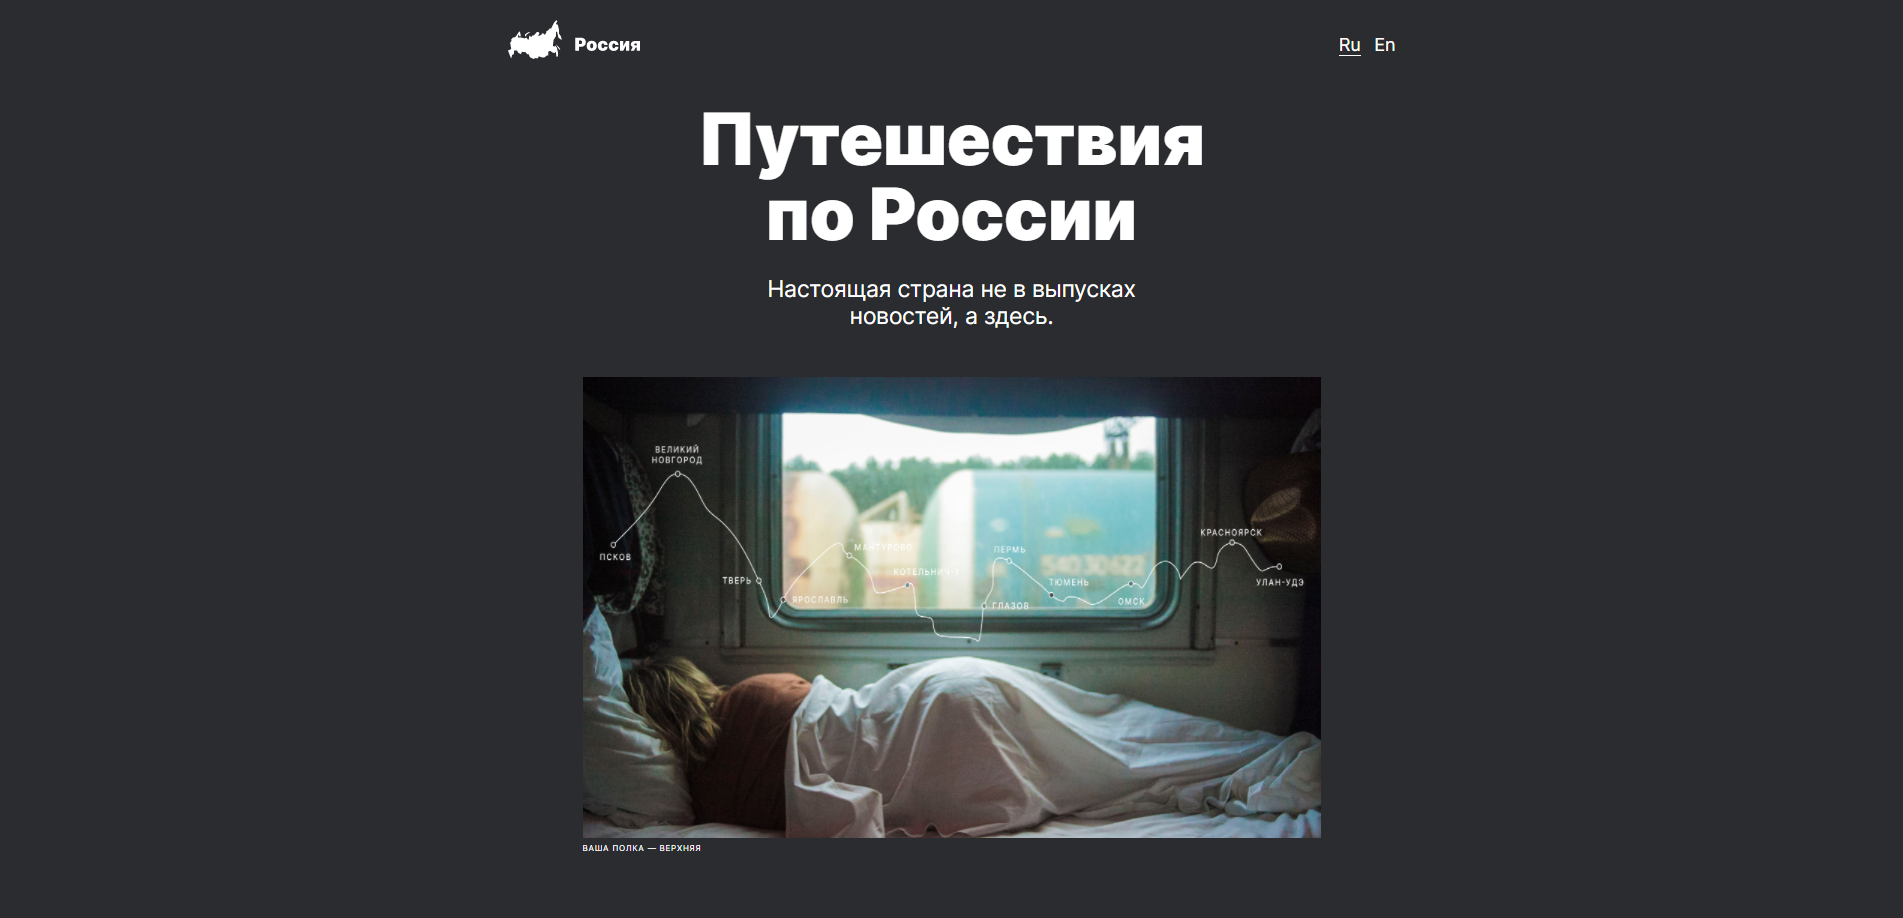 Россия
Ru En
Путешествия
по России
Настоящая страна не в выпусках
новостей, а здесь.
ВЕЛИКИЙ
НОВГОРОД
ПСКОВ
ТВЕРЬ
ЯРОСЛАВЛЬ
МАНТУРОВО
КОТЕЛЬНИЧ-1
ГЛАЗОВ
ПЕРМЬ
ТЮМЕНЬ
ОМСК
КРАСНОЯРСК
УЛАН-УДЭ
ВАША ПОЛКА — ВЕРХНЯЯ